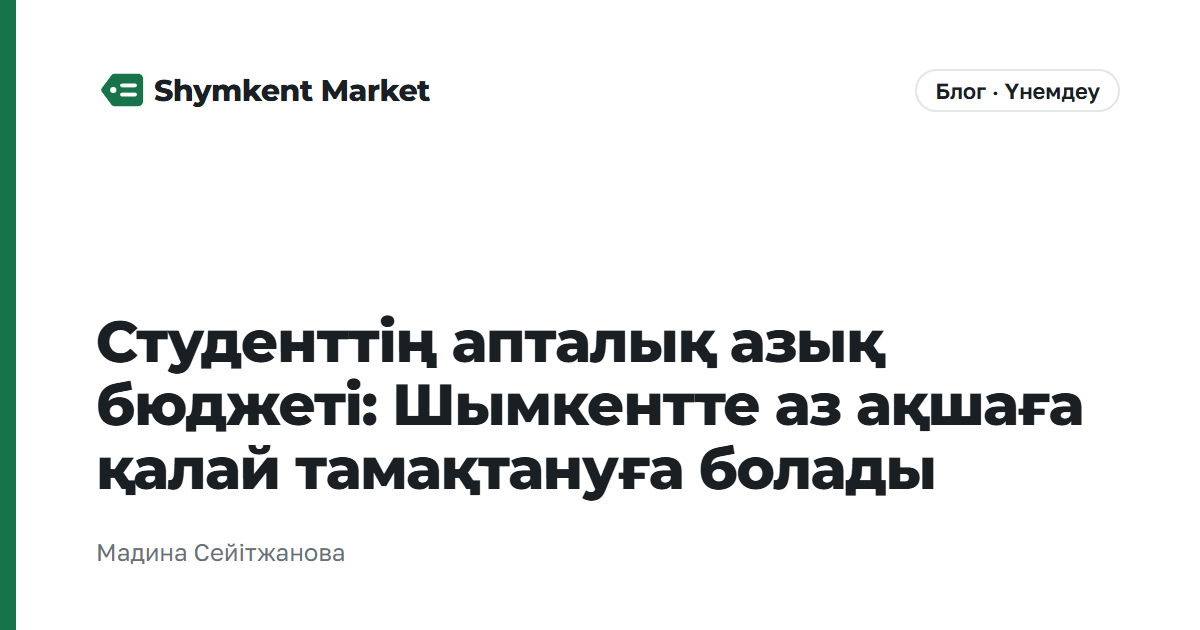 Shymkent Market
Блог · Үнемдеу
Студенттің апталық азық
бюджеті: Шымкентте аз ақшаға
қалай тамақтануға болады
Мадина Сейітжанова